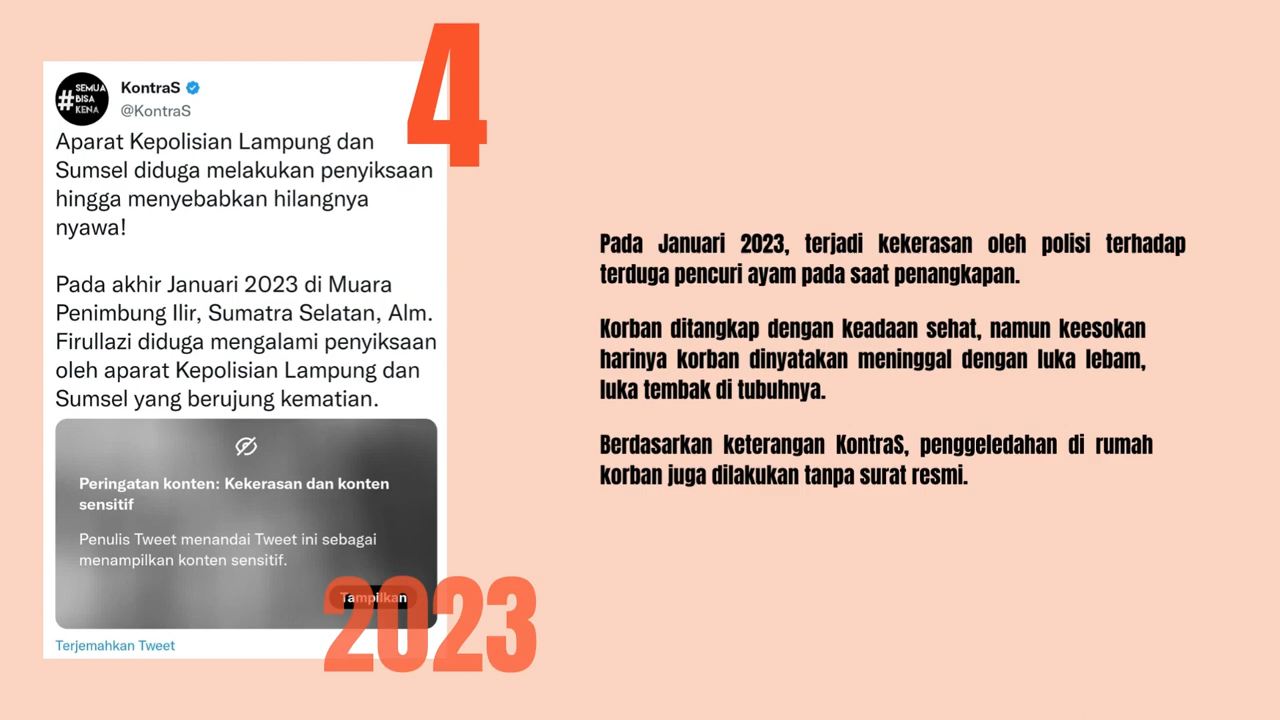 4
#SEMUA
BISA
KENA
KontraS
@KontraS
Aparat Kepolisian Lampung dan
Sumsel diduga melakukan penyiksaan
hingga menyebabkan hilangnya
nyawa!
Pada akhir Januari 2023 di Muara
Penimbung Ilir, Sumatra Selatan, Alm.
Firullazi diduga mengalami penyiksaan
oleh aparat Kepolisian Lampung dan
Sumsel yang berujung kematian.
Peringatan konten: Kekerasan dan konten
sensitif
Penulis Tweet menandai Tweet ini sebagai
menampilkan konten sensitif.
Tampilkan
Terjemahkan Tweet
2023
Pada Januari 2023, terjadi kekerasan oleh polisi terhadap
terduga pencuri ayam pada saat penangkapan.
Korban ditangkap dengan keadaan sehat, namun keesokan
harinya korban dinyatakan meninggal dengan luka lebam,
luka tembak di tubuhnya.
Berdasarkan keterangan KontraS, penggeledahan di rumah
korban juga dilakukan tanpa surat resmi.